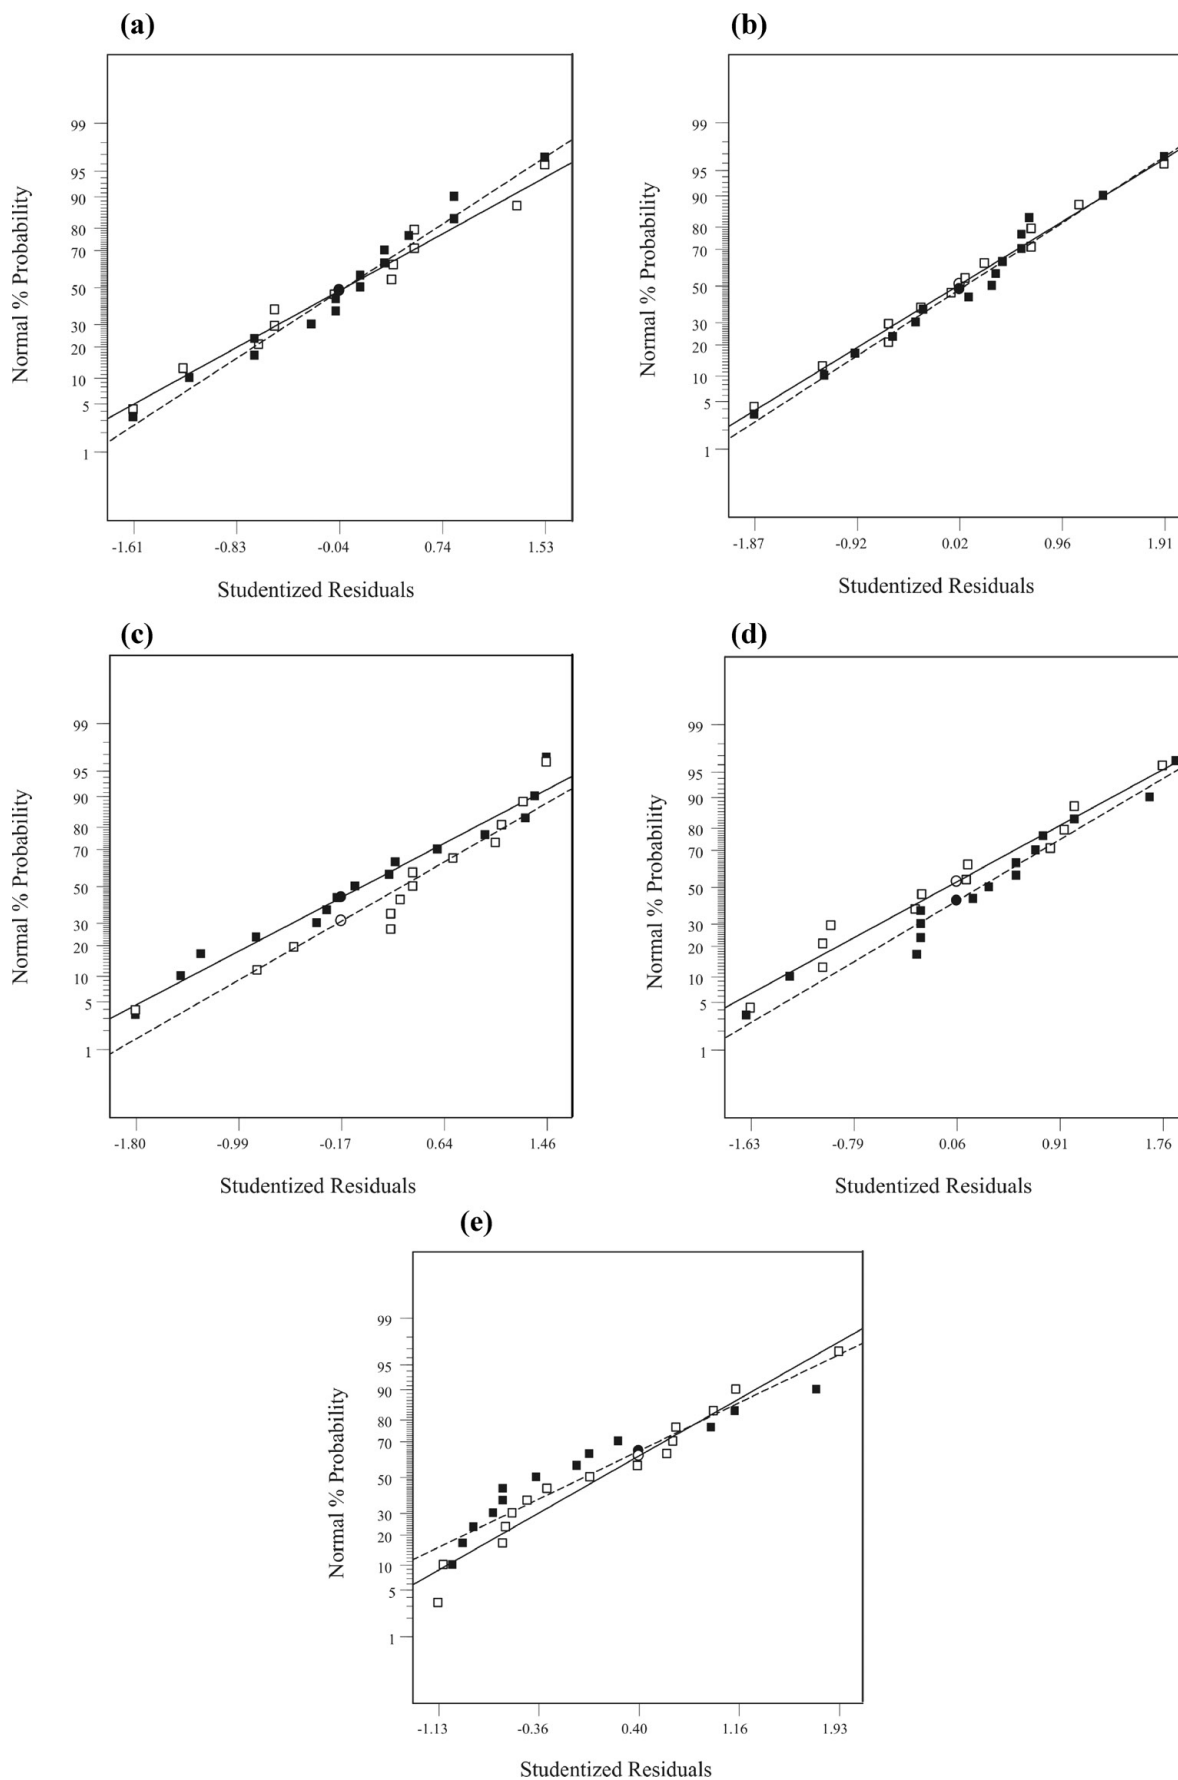 (a)
99
95
90
80
70
50
30
20
10
5
1
Normal % Probability
-1.61 -0.83 -0.04 0.74 1.53
Studentized Residuals
(b)
99
95
90
80
70
50
30
20
10
5
1
Normal % Probability
-1.87 -0.92 0.02 0.96 1.91
Studentized Residuals
(c)
99
95
90
80
70
50
30
20
10
5
1
Normal % Probability
-1.80 -0.99 -0.17 0.64 1.46
Studentized Residuals
(d)
99
95
90
80
70
50
30
20
10
5
1
Normal % Probability
-1.63 -0.79 0.06 0.91 1.76
Studentized Residuals
(e)
99
95
90
80
70
50
30
20
10
5
1
Normal % Probability
-1.13 -0.36 0.40 1.16 1.93
Studentized Residuals